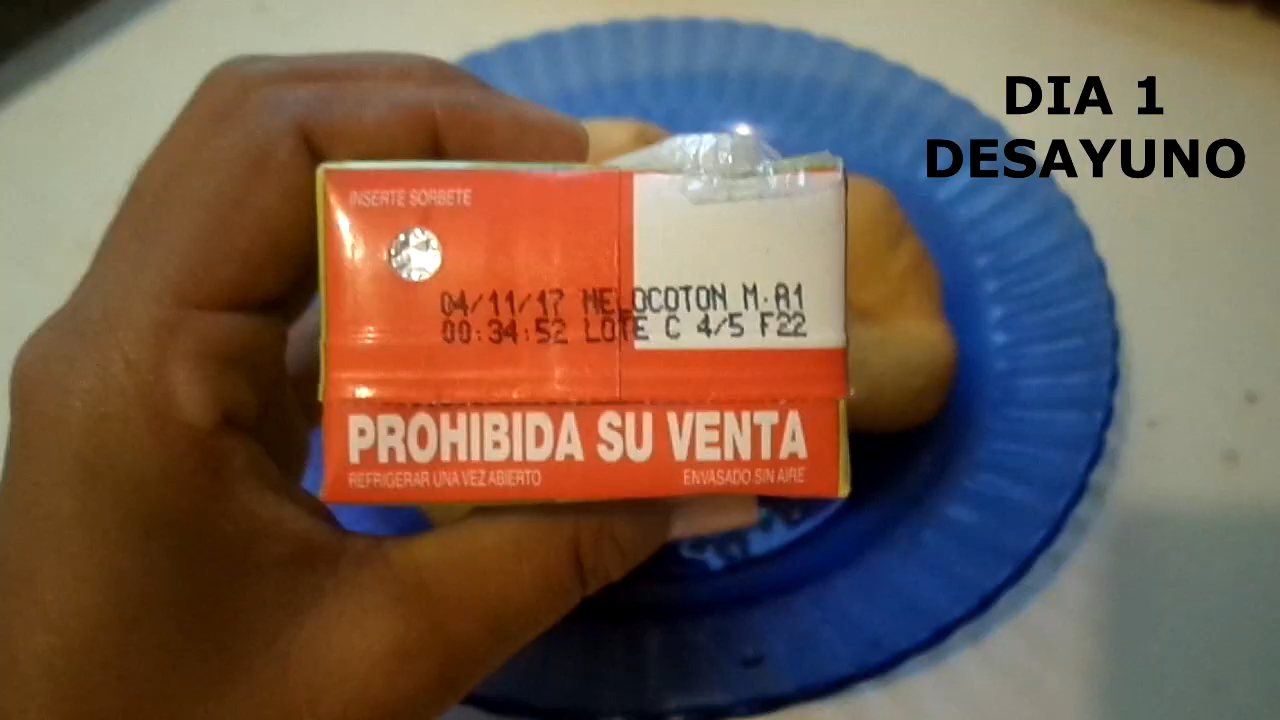 DIA 1
DESAYUNO
INSERTE SORBETE
04/11/17 MELOCOTON M-A1
00:34:52 LOTE C 4/5 F22
PROHIBIDA SU VENTA
REFRIGERAR UNA VEZ ABIERTO
ENVASADO SIN AIRE